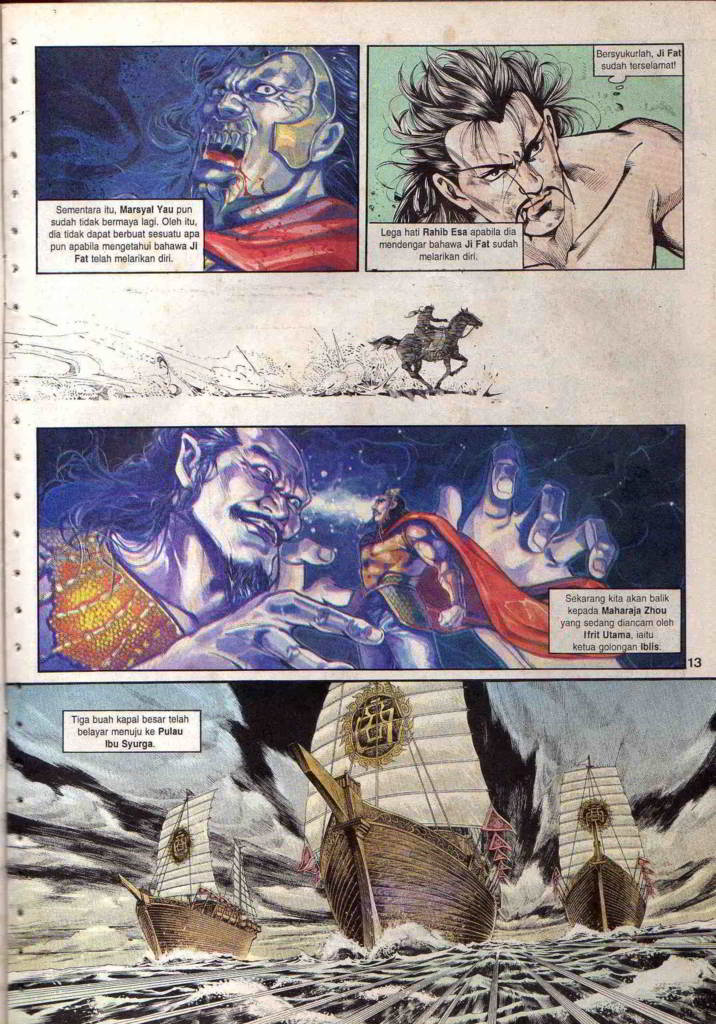 Sementara itu, Marsyal Yau pun
sudah tidak bermaya lagi. Oleh itu,
dia tidak dapat berbuat sesuatu apa
pun apabila mengetahui bahawa Ji
Fat telah melarikan diri.
Bersyukurlah, Ji Fat
sudah terselamat!
Lega hati Rahib Esa apabila dia
mendengar bahawa Ji Fat sudah
melarikan diri.
Sekarang kita akan balik
kepada Maharaja Zhou
yang sedang diancam oleh
Ifrit Utama, iaitu
ketua golongan Iblis.
13
Tiga buah kapal besar telah
belayar menuju ke Pulau
Ibu Syurga.